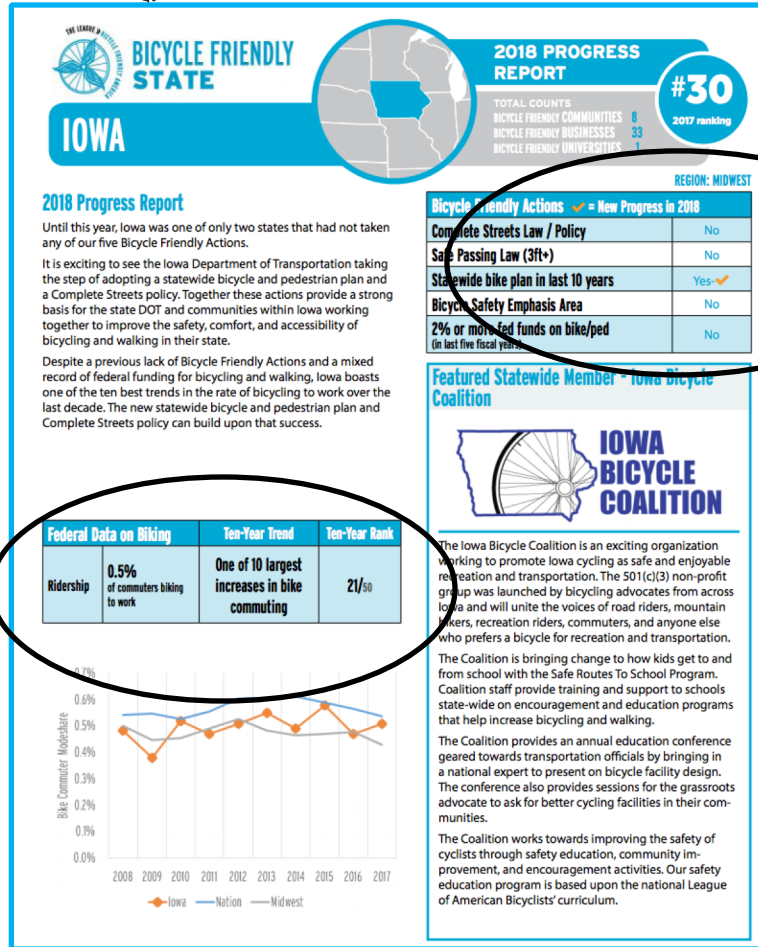 THE LEAGUE
BICYCLE FRIENDLY AMERICA
BICYCLE FRIENDLY
STATE
IOWA
2018 PROGRESS
REPORT
TOTAL COUNTS
BICYCLE FRIENDLY COMMUNITIES 8
BICYCLE FRIENDLY BUSINESSES 33
BICYCLE FRIENDLY UNIVERSITIES 1
#30
2017 ranking
2018 Progress Report
Until this year, Iowa was one of only two states that had not taken
any of our five Bicycle Friendly Actions.
It is exciting to see the Iowa Department of Transportation taking
the step of adopting a statewide bicycle and pedestrian plan and
a Complete Streets policy. Together these actions provide a strong
basis for the state DOT and communities within Iowa working
together to improve the safety, comfort, and accessibility of
bicycling and walking in their state.
Despite a previous lack of Bicycle Friendly Actions and a mixed
record of federal funding for bicycling and walking, Iowa boasts
one of the ten best trends in the rate of bicycling to work over the
last decade. The new statewide bicycle and pedestrian plan and
Complete Streets policy can build upon that success.
Federal Data on Biking Ten-Year Trend Ten-Year Rank
Ridership
0.5%
of commuters biking
to work
One of 10 largest
increases in bike
commuting
21/50
Bike Commuter Modeshare
0.7%
0.6%
0.5%
0.4%
0.3%
0.2%
0.1%
0.0%
2008 2009 2010 2011 2012 2013 2014 2015 2016 2017
Iowa Nation Midwest
REGION: MIDWEST
Bicycle Friendly Actions ✓ = New Progress in 2018
Complete Streets Law / Policy No
Safe Passing Law (3ft+) No
Statewide bike plan in last 10 years Yes-✓
Bicycle Safety Emphasis Area No
2% or more fed funds on bike/ped No
(in last five fiscal years)
Featured Statewide Member - Iowa Bicycle
Coalition
IOWA
BICYCLE
COALITION
The Iowa Bicycle Coalition is an exciting organization
working to promote Iowa cycling as safe and enjoyable
recreation and transportation. The 501(c)(3) non-profit
group was launched by bicycling advocates from across
Iowa and will unite the voices of road riders, mountain
bikers, recreation riders, commuters, and anyone else
who prefers a bicycle for recreation and transportation.
The Coalition is bringing change to how kids get to and
from school with the Safe Routes To School Program.
Coalition staff provide training and support to schools
state-wide on encouragement and education programs
that help increase bicycling and walking.
The Coalition provides an annual education conference
geared towards transportation officials by bringing in
a national expert to present on bicycle facility design.
The conference also provides sessions for the grassroots
advocate to ask for better cycling facilities in their com-
munities.
The Coalition works towards improving the safety of
cyclists through safety education, community im-
provement, and encouragement activities. Our safety
education program is based upon the national League
of American Bicyclists' curriculum.